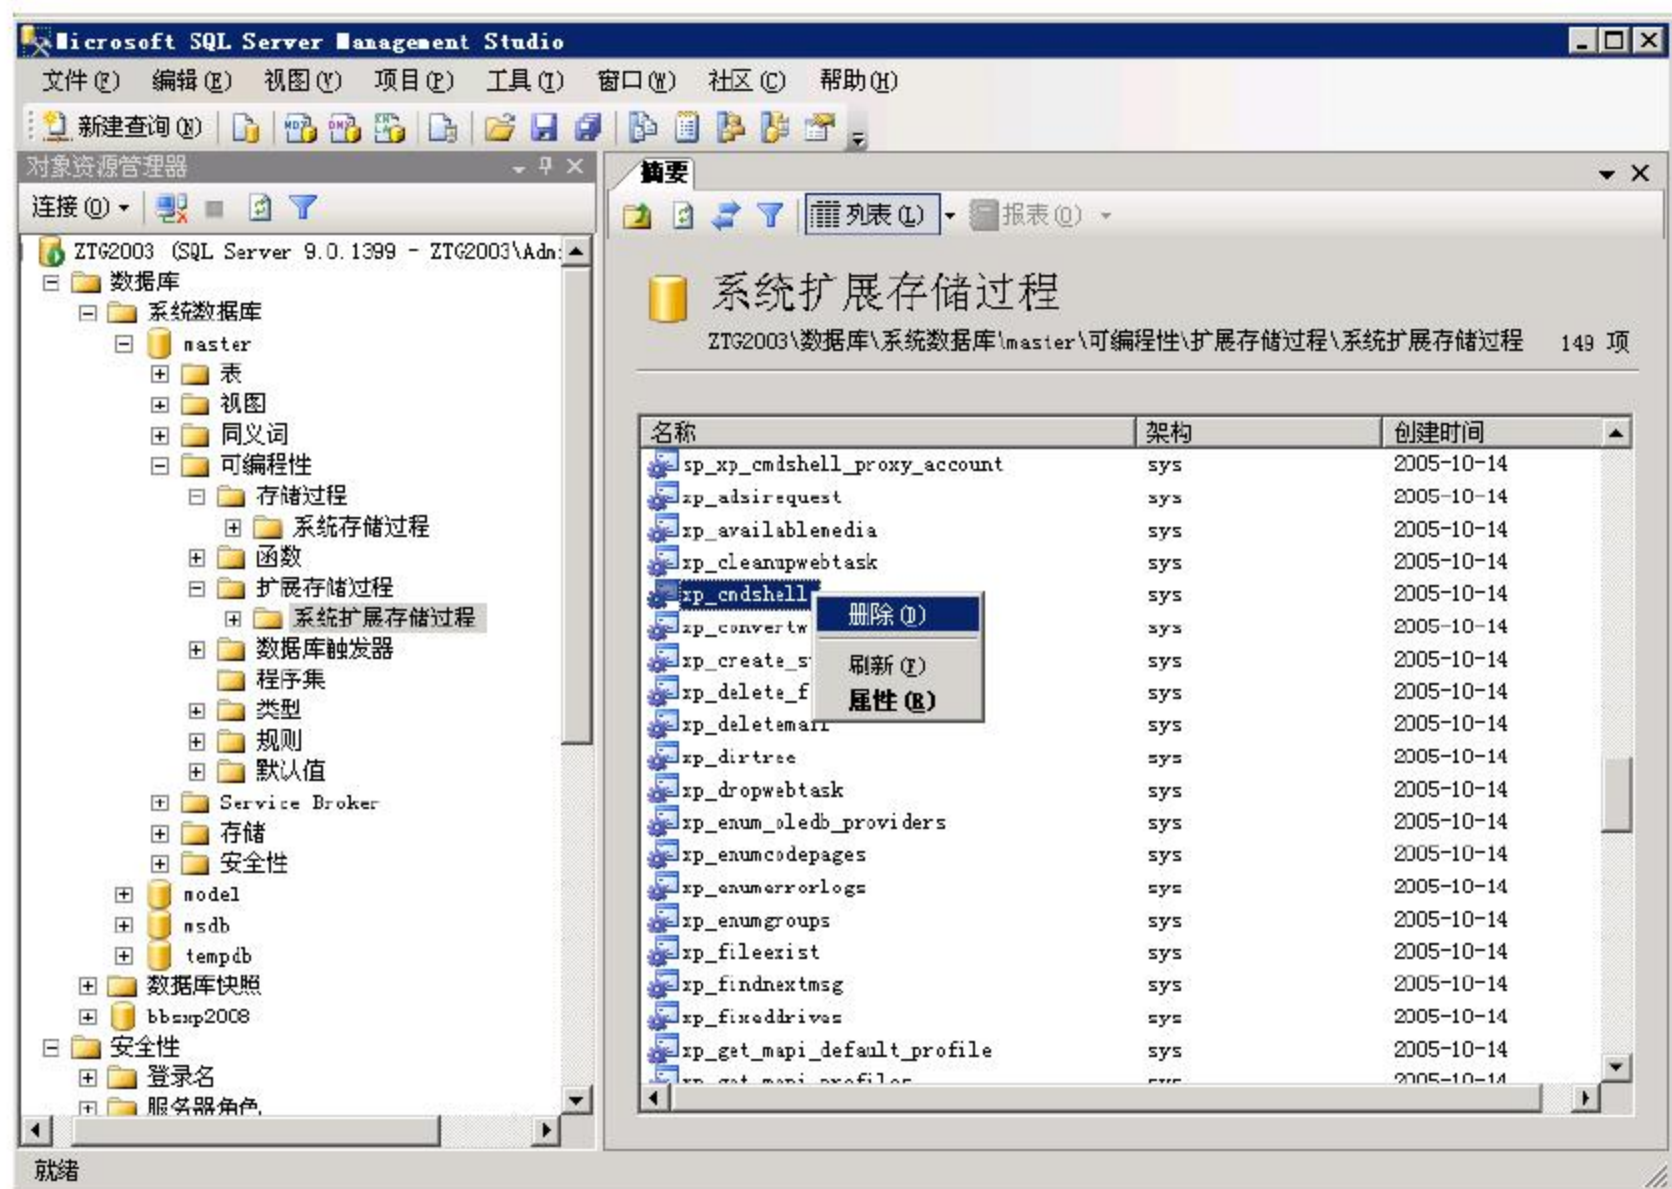 Microsoft SQL Server Management Studio
文件(F) 编辑(E) 视图(V) 项目(P) 工具(T) 窗口(W) 社区(C) 帮助(H)
新建查询(N)
对象资源管理器
连接(O)
ZTG2003 (SQL Server 9.0.1399 - ZTG2003\Adm
数据库
系统数据库
master
表
视图
同义词
可编程性
存储过程
系统存储过程
函数
扩展存储过程
系统扩展存储过程
数据库触发器
程序集
类型
规则
默认值
Service Broker
存储
安全性
model
msdb
tempdb
数据库快照
bbsxp2008
安全性
登录名
服务器角色
摘要
列表(L) 报表(O)
系统扩展存储过程
ZTG2003\数据库\系统数据库\master\可编程性\扩展存储过程\系统扩展存储过程 149 项
名称 架构 创建时间
sp_xp_cmdshell_proxy_account sys 2005-10-14
xp_adsirequest sys 2005-10-14
xp_availablemedia sys 2005-10-14
xp_cleanupwebtask sys 2005-10-14
xp_cmdshell sys 2005-10-14
xp_convertw sys 2005-10-14
xp_create_s sys 2005-10-14
xp_delete_f sys 2005-10-14
xp_deletemail sys 2005-10-14
xp_dirtree sys 2005-10-14
xp_dropwebtask sys 2005-10-14
xp_enum_oledb_providers sys 2005-10-14
xp_enumcodepages sys 2005-10-14
xp_enumerrorlogs sys 2005-10-14
xp_enumgroups sys 2005-10-14
xp_fileexist sys 2005-10-14
xp_findnextmsg sys 2005-10-14
xp_fixeddrives sys 2005-10-14
xp_get_mapi_default_profile sys 2005-10-14
xp_get_mapi_profiles sys 2005-10-14
删除(D)
刷新(F)
属性(R)
就绪